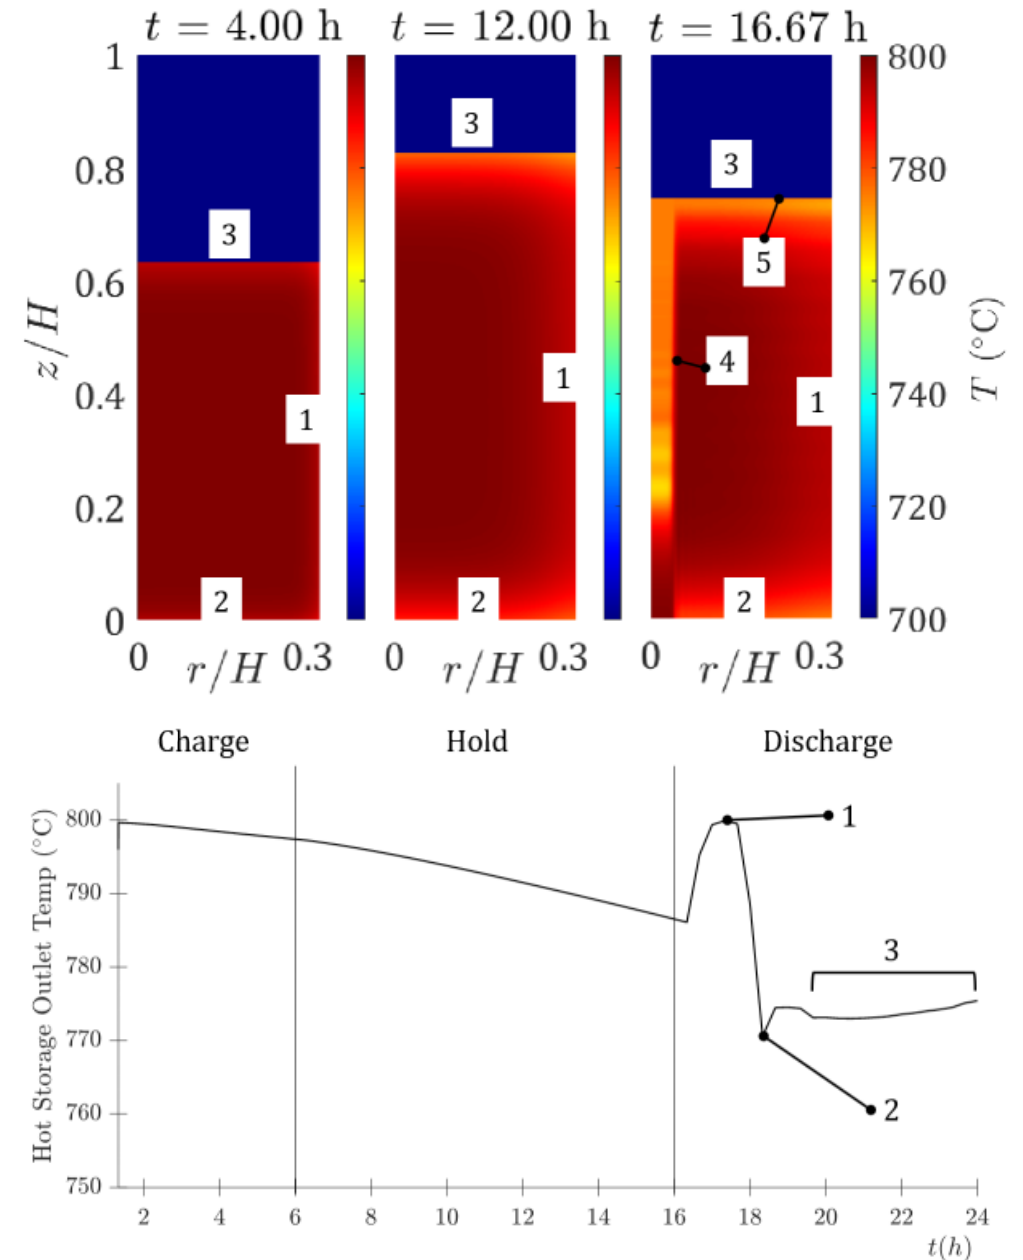 t = 4.00 h t = 12.00 h t = 16.67 h
1 800
3
0.8 3 3 780
3
5
0.6 760
z/H T (°C)
4
1 1
0.4 1 740
0.2 720
2 2 2
0 700
0 r/H 0.3 0 r/H 0.3 0 r/H 0.3
Charge Hold Discharge
Hot Storage Outlet Temp (°C)
800 1
790
780
3
770
760 2
750
2 4 6 8 10 12 14 16 18 20 22 24
t(h)